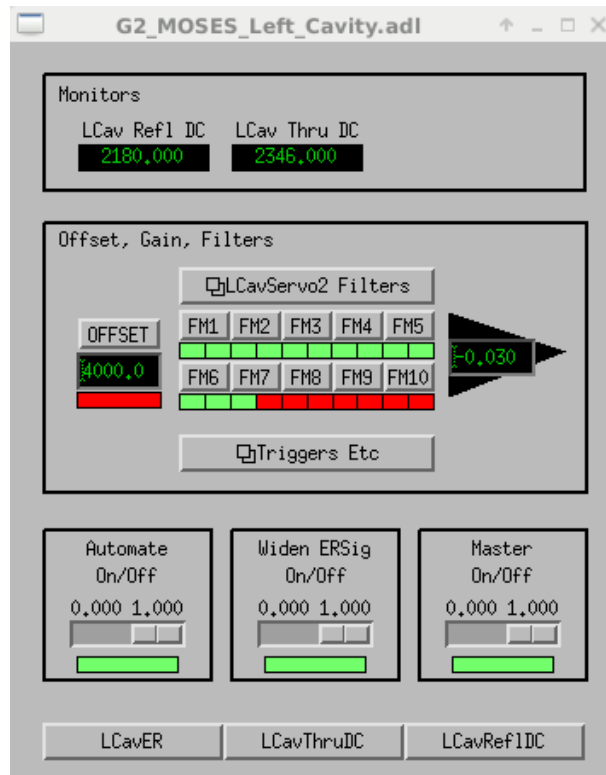 G2_MOSES_Left_Cavity.adl
Monitors
LCav Refl DC LCav Thru DC
2180.000 2346.000
Offset, Gain, Filters
LCavServo2 Filters
OFFSET FM1 FM2 FM3 FM4 FM5
4000.0 -0.030
FM6 FM7 FM8 FM9 FM10
Triggers Etc
Automate Widen ERSig Master
On/Off On/Off On/Off
0.000 1.000 0.000 1.000 0.000 1.000
LCavER LCavThruDC LCavReflDC